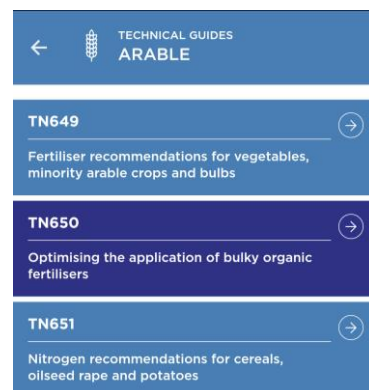 TECHNICAL GUIDES
ARABLE
TN649
Fertiliser recommendations for vegetables,
minority arable crops and bulbs
TN650
Optimising the application of bulky organic
fertilisers
TN651
Nitrogen recommendations for cereals,
oilseed rape and potatoes